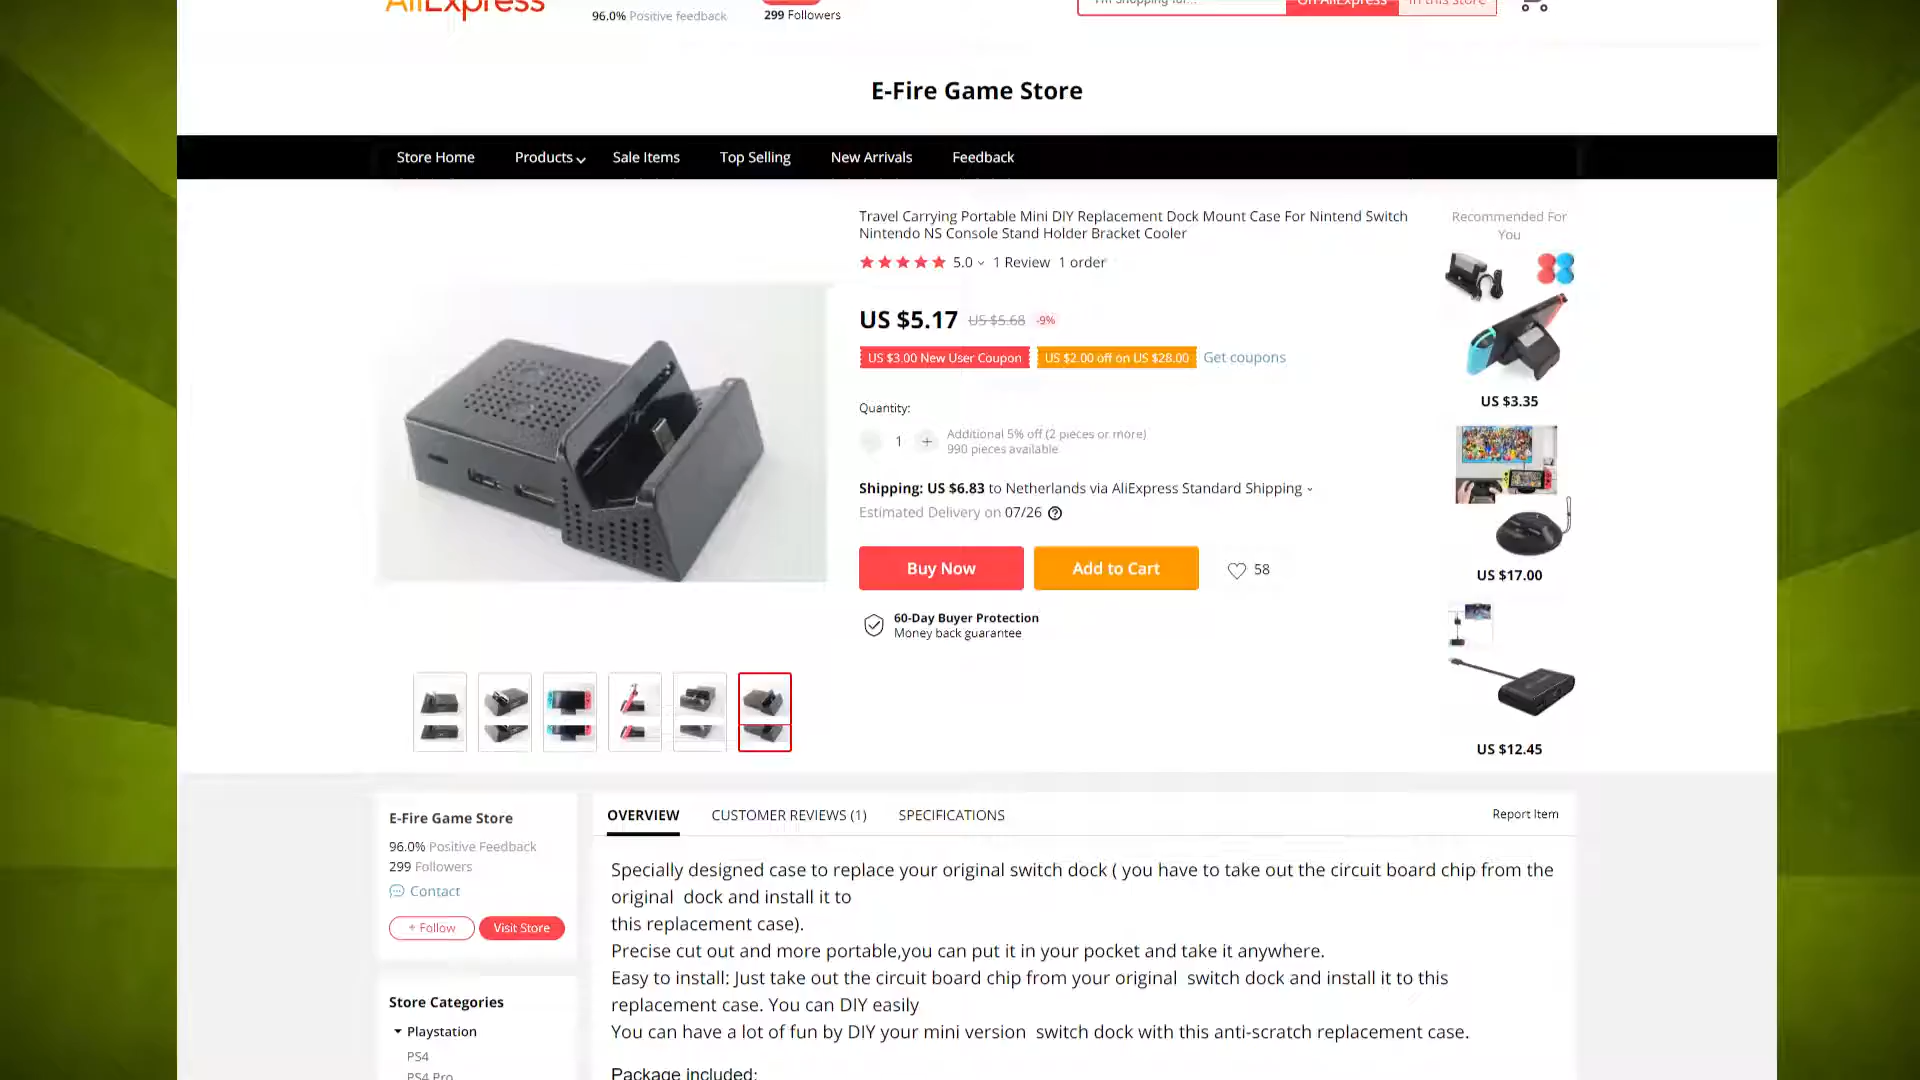 AliExpress
96.0% Positive feedback
299 Followers
I'm shopping for...
On AliExpress
In this store
E-Fire Game Store
Store Home
Products
Sale Items
Top Selling
New Arrivals
Feedback
Travel Carrying Portable Mini DIY Replacement Dock Mount Case For Nintend Switch
Nintendo NS Console Stand Holder Bracket Cooler
5.0
1 Review
1 order
US $5.17
US $5.68
-9%
US $3.00 New User Coupon
US $2.00 off on US $28.00
Get coupons
Quantity:
1
+
Additional 5% off (2 pieces or more)
990 pieces available
Shipping: US $6.83 to Netherlands via AliExpress Standard Shipping
Estimated Delivery on 07/26
Buy Now
Add to Cart
58
60-Day Buyer Protection
Money back guarantee
Recommended For
You
US $3.35
US $17.00
US $12.45
E-Fire Game Store
96.0% Positive Feedback
299 Followers
Contact
+ Follow
Visit Store
Store Categories
Playstation
PS4
PS4 Pro
OVERVIEW
CUSTOMER REVIEWS (1)
SPECIFICATIONS
Report Item
Specially designed case to replace your original switch dock ( you have to take out the circuit board chip from the
original dock and install it to
this replacement case).
Precise cut out and more portable,you can put it in your pocket and take it anywhere.
Easy to install: Just take out the circuit board chip from your original switch dock and install it to this
replacement case. You can DIY easily
You can have a lot of fun by DIY your mini version switch dock with this anti-scratch replacement case.
Package included: